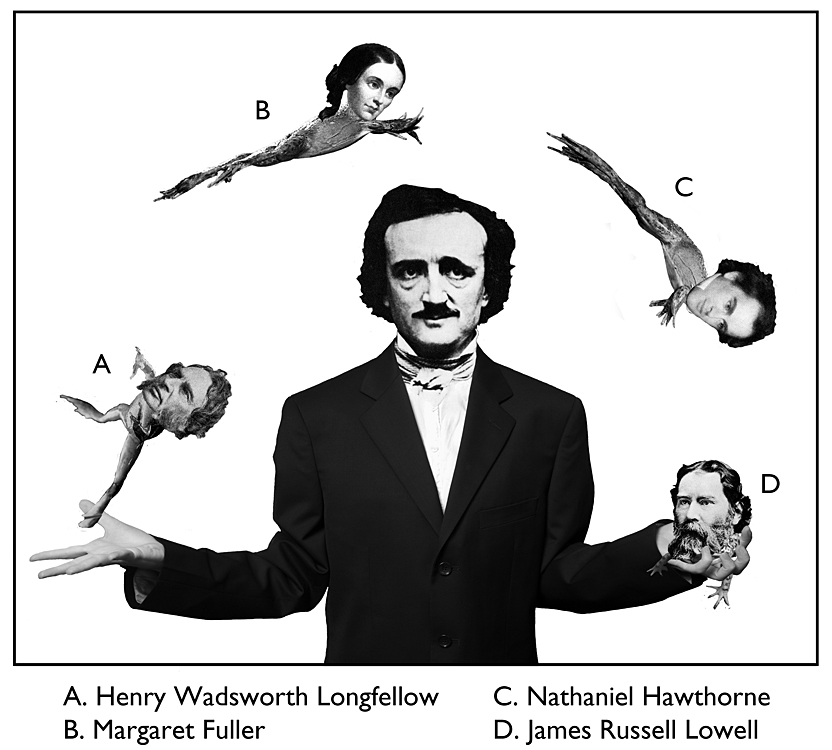 B
C
A
D
A. Henry Wadsworth Longfellow
C. Nathaniel Hawthorne
B. Margaret Fuller
D. James Russell Lowell